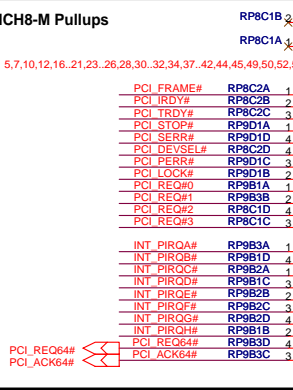 ICH8-M Pullups
RP8C1B 2
RP8C1A 1
5,7,10,12,16..21,23..26,28,30..32,34,37..42,44,45,49,50,52,5
PCI_FRAME# RP8C2A 1
PCI_IRDY# RP8C2B 2
PCI_TRDY# RP8C2C 3
PCI_STOP# RP9D1A 1
PCI_SERR# RP9D1D 4
PCI_DEVSEL# RP8C2D 4
PCI_PERR# RP9D1C 3
PCI_LOCK# RP9D1B 2
PCI_REQ#0 RP9B1A 1
PCI_REQ#1 RP9B3B 2
PCI_REQ#2 RP8C1D 4
PCI_REQ#3 RP8C1C 3
INT_PIRQA# RP9B3A 1
INT_PIRQB# RP9B1D 4
INT_PIRQC# RP9B2A 1
INT_PIRQD# RP9B1C 3
INT_PIRQE# RP9B2B 2
INT_PIRQF# RP9B2C 3
INT_PIRQG# RP9B2D 4
INT_PIRQH# RP9B1B 2
PCI_REQ64# PCI_REQ64# RP9B3D 4
PCI_ACK64# PCI_ACK64# RP9B3C 3